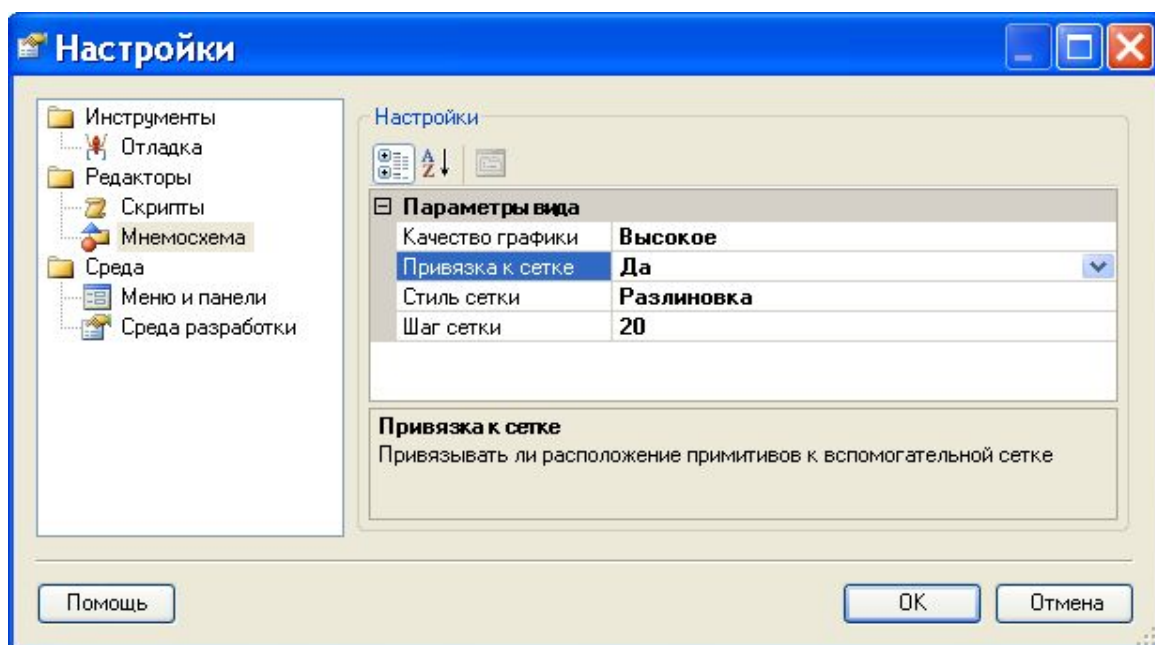 Настройки
Инструменты
Отладка
Редакторы
Скрипты
Мнемосхема
Среда
Меню и панели
Среда разработки
Настройки
Параметры вида
Качество графики Высокое
Привязка к сетке Да
Стиль сетки Разлиновка
Шаг сетки 20
Привязка к сетке
Привязывать ли расположение примитивов к вспомогательной сетке
Помощь OK Отмена